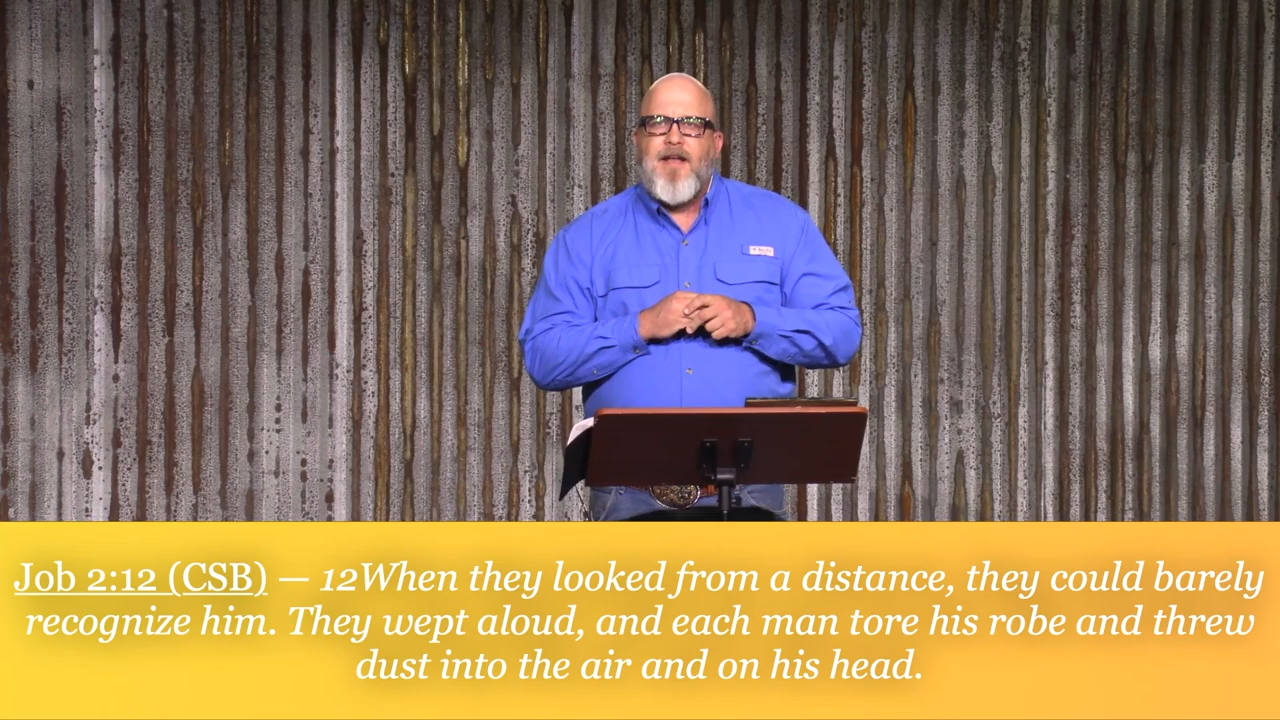 Job 2:12 (CSB) — 12When they looked from a distance, they could barely
recognize him. They wept aloud, and each man tore his robe and threw
dust into the air and on his head.